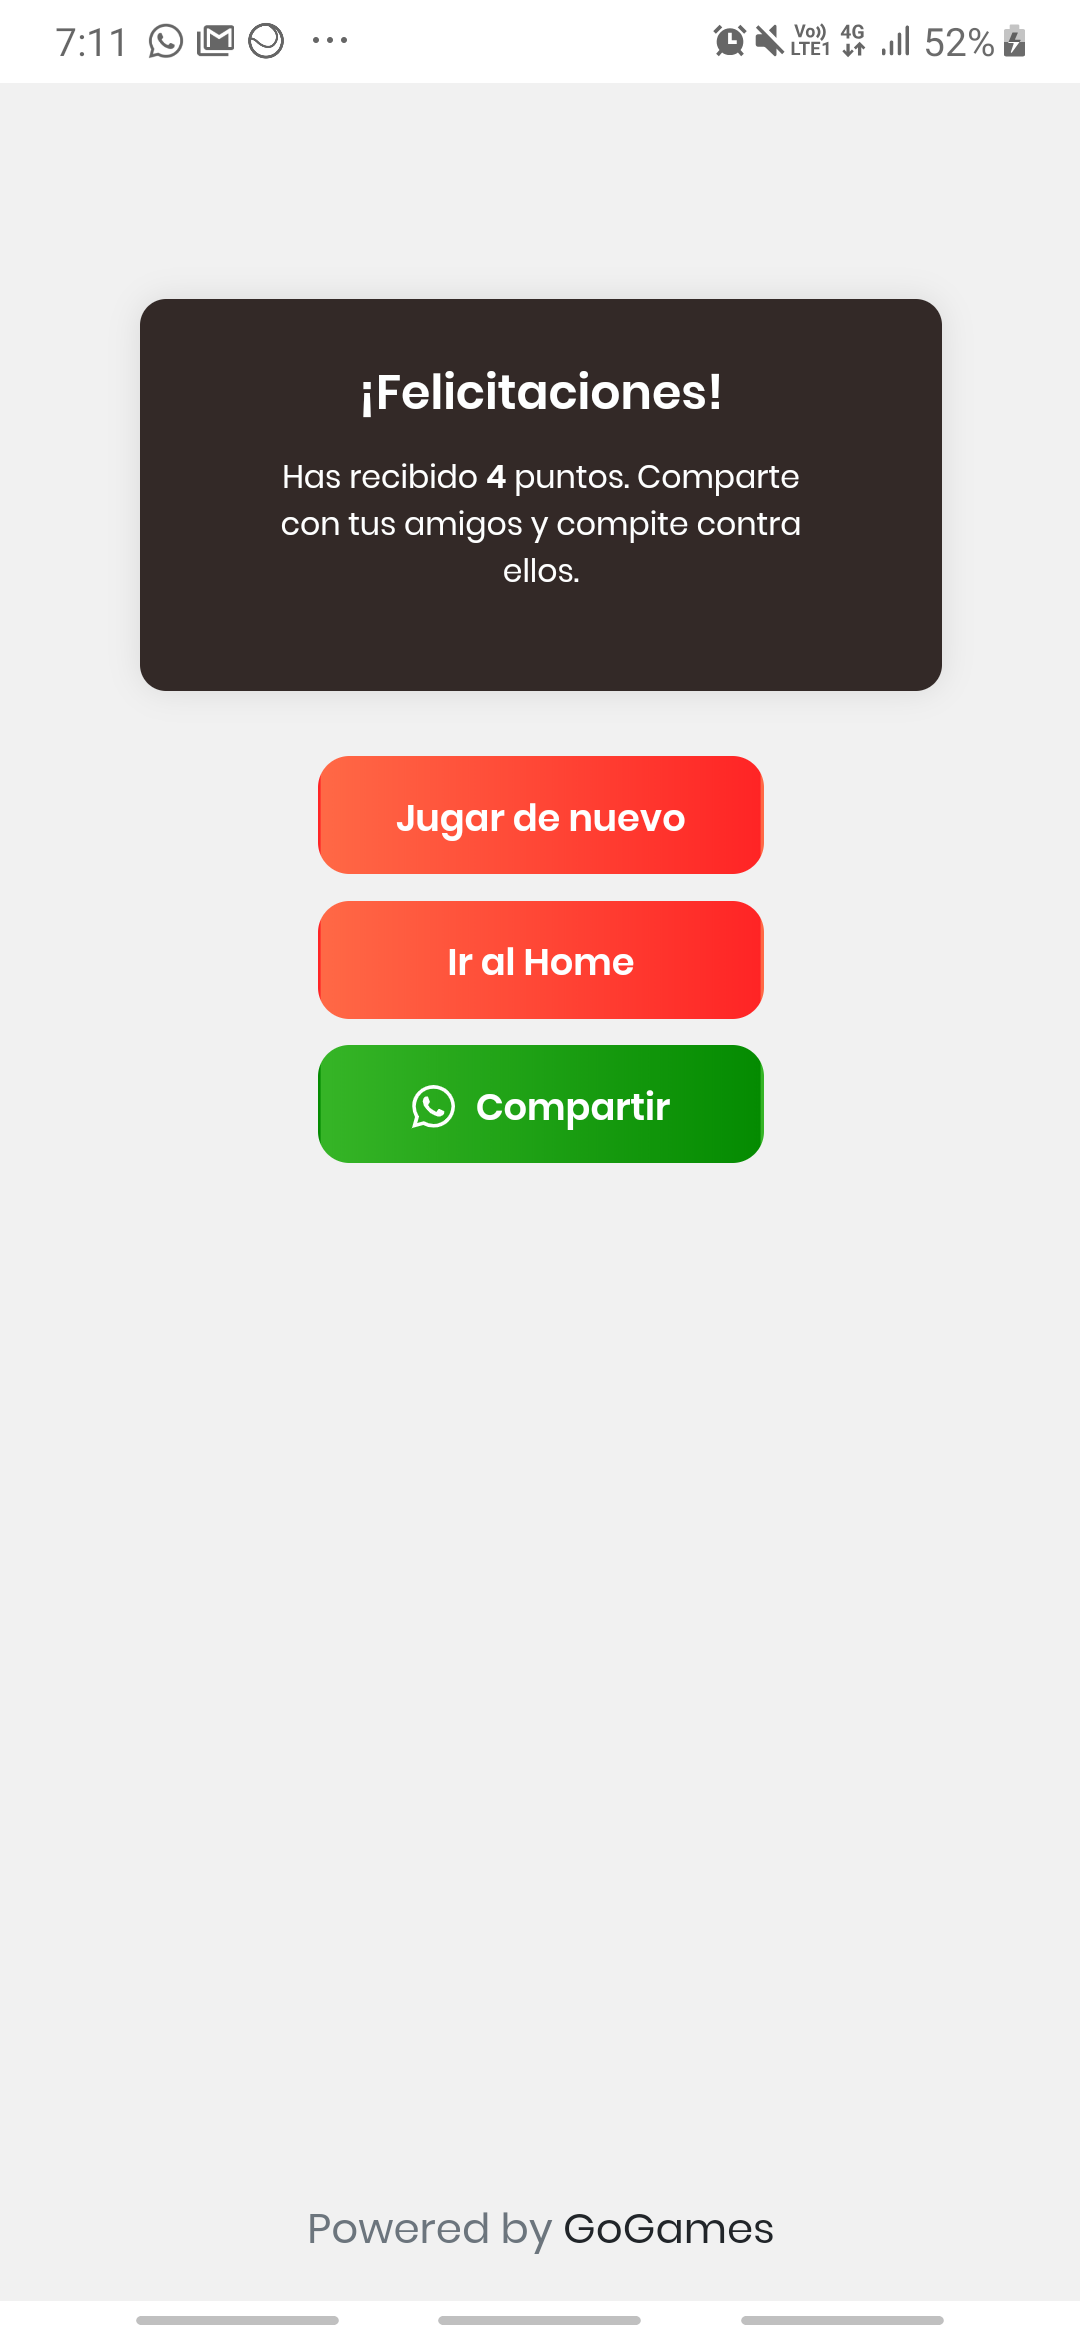 7:11
Vo)) LTE1 4G 52%
¡Felicitaciones!
Has recibido 4 puntos. Comparte
con tus amigos y compite contra
ellos.
Jugar de nuevo
Ir al Home
Compartir
Powered by GoGames